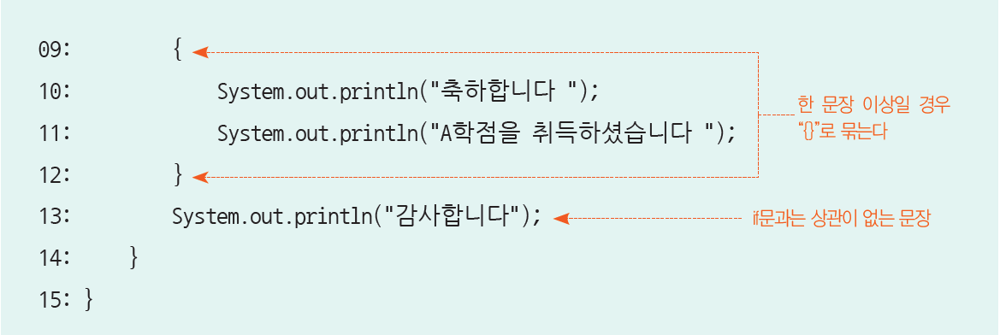 09: {
10: System.out.println("축하합니다 ");
한 문장 이상일 경우
11: System.out.println("A학점을 취득하셨습니다 ");
“{}”로 묶는다
12: }
13: System.out.println("감사합니다"); if문과는 상관이 없는 문장
14: }
15: }